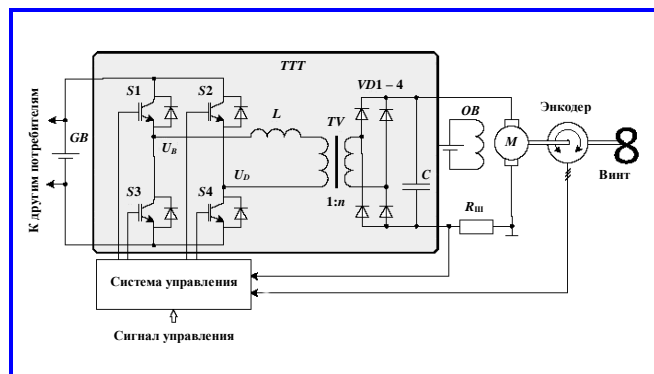 ТТТ
S1
S2
VD1 – 4
К другим потребителям
GB
L
TV
OB
Энкодер
M
U_B
U_D
S3
S4
1:n
C
Винт
R_Ш
Система управления
Сигнал управления